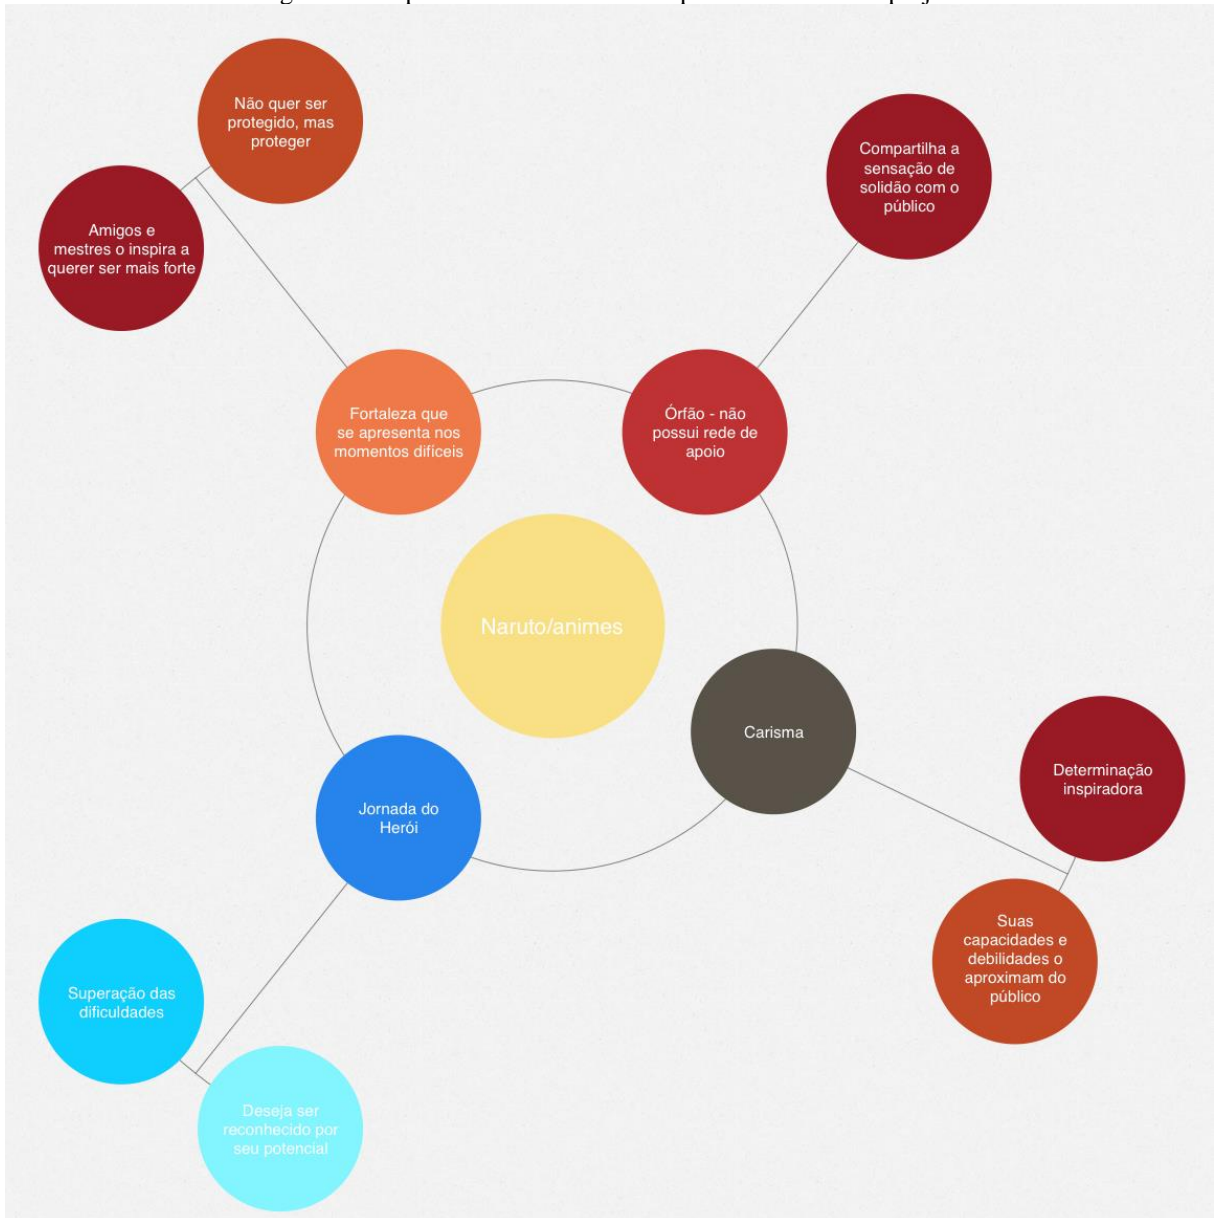 Não quer ser
protegido, mas
proteger
Amigos e
mestres o inspira a
querer ser mais forte
Compartilha a
sensação de
solidão com o
público
Fortaleza que
se apresenta nos
momentos difíceis
Órfão - não
possui rede de
apoio
Naruto/animes
Carisma
Determinação
inspiradora
Suas
capacidades e
debilidades o
aproximam do
público
Jornada do
Herói
Superação das
dificuldades
Deseja ser
reconhecido por
seu potencial